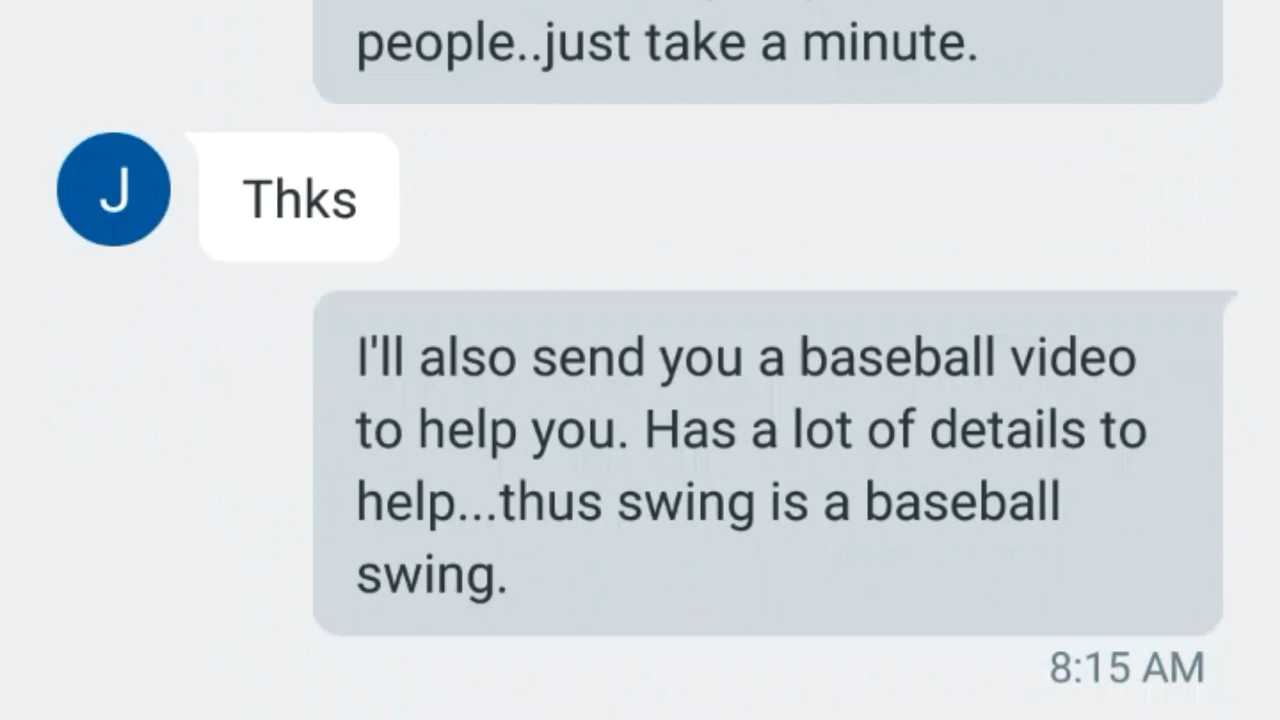 people..just take a minute.
J
Thks
I'll also send you a baseball video
to help you. Has a lot of details to
help...thus swing is a baseball
swing.
8:15 AM